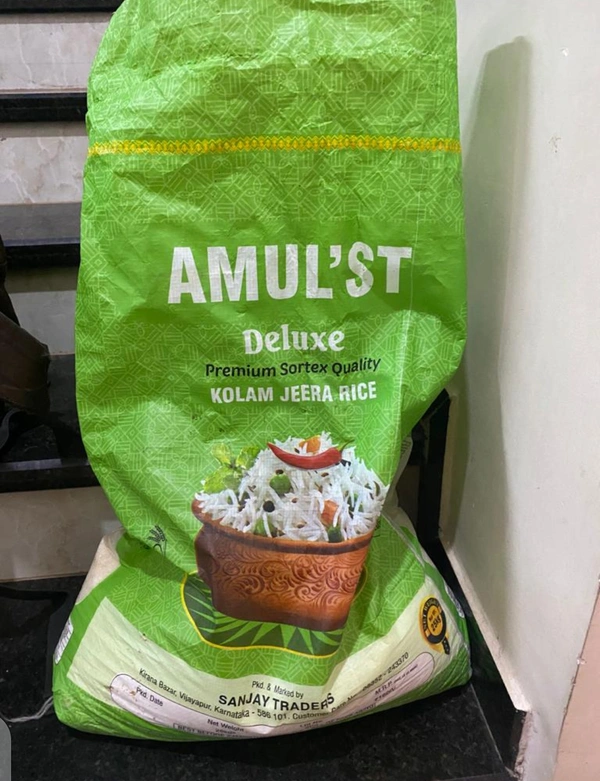 AMUL'ST
Deluxe
Premium Sortex Quality
KOLAM JEERA RICE
Pkd. & Marked by
SANJAY TRADERS
Kirana Bazar, Vijayapur, Karnataka - 586 101. Customer
Pkd. Date
Net Weight
M.R.P.